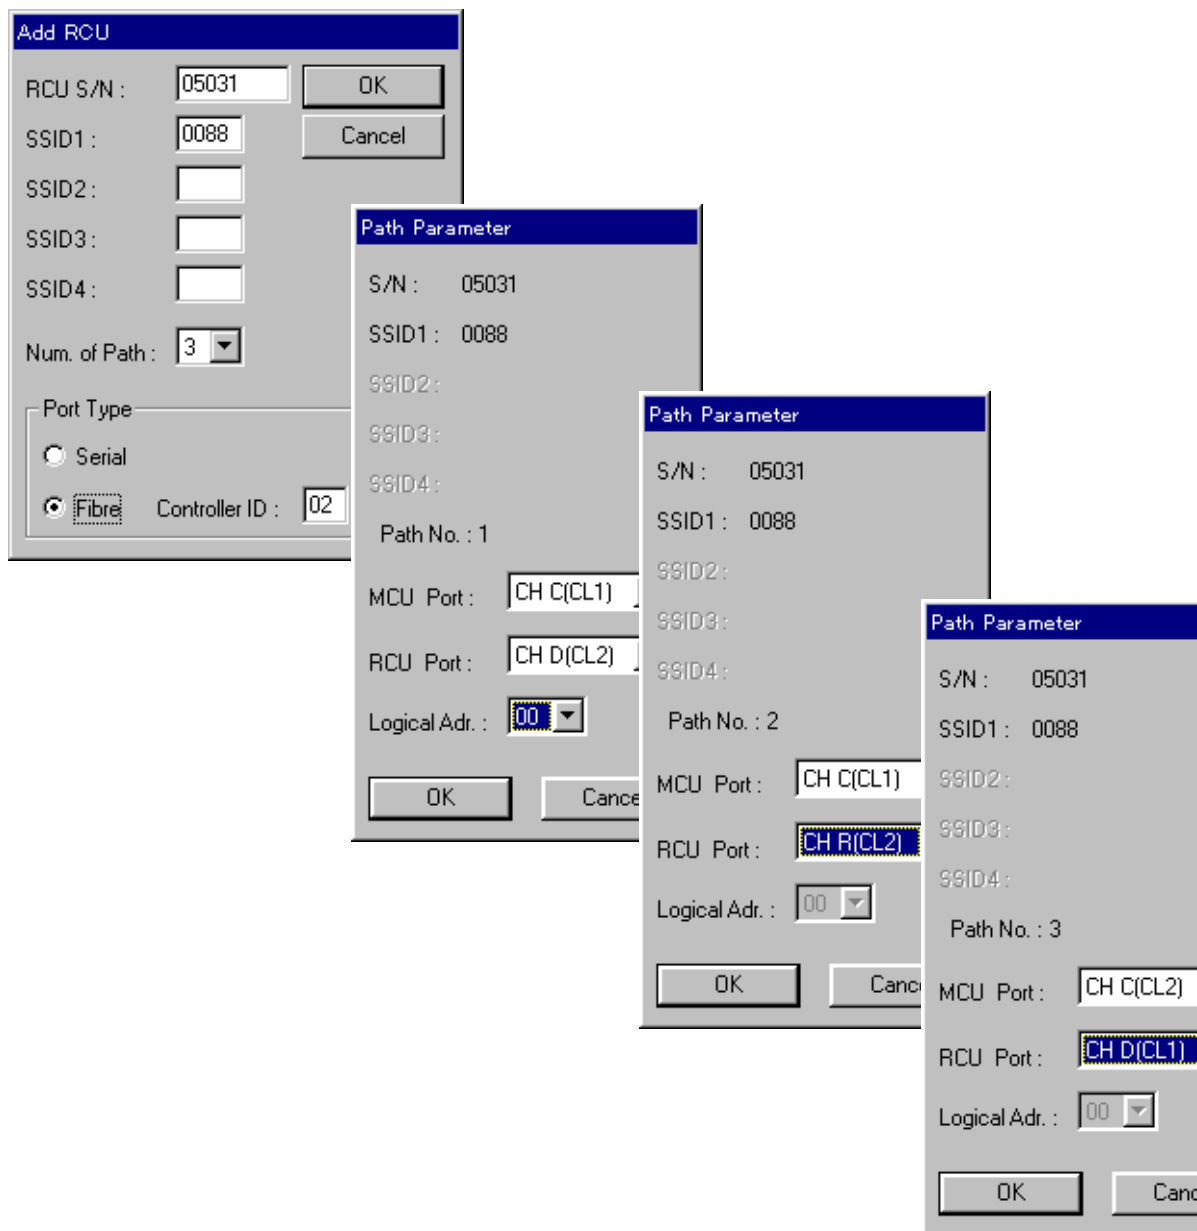 Add RCU
RCU S/N : 05031 OK
SSID1 : 0088 Cancel
SSID2 :
SSID3 :
SSID4 :
Num. of Path : 3
Port Type
Serial
Fibre Controller ID : 02
Path Parameter
S/N : 05031
SSID1 : 0088
SSID2 :
SSID3 :
SSID4 :
Path No. : 1
MCU Port : CH C(CL1)
RCU Port : CH D(CL2)
Logical Adr. : 00
OK Cance
Path Parameter
S/N : 05031
SSID1 : 0088
SSID2 :
SSID3 :
SSID4 :
Path No. : 2
MCU Port : CH C(CL1)
RCU Port : CH R(CL2)
Logical Adr. : 00
OK Canc
Path Parameter
S/N : 05031
SSID1 : 0088
SSID2 :
SSID3 :
SSID4 :
Path No. : 3
MCU Port : CH C(CL2)
RCU Port : CH D(CL1)
Logical Adr. : 00
OK Canc